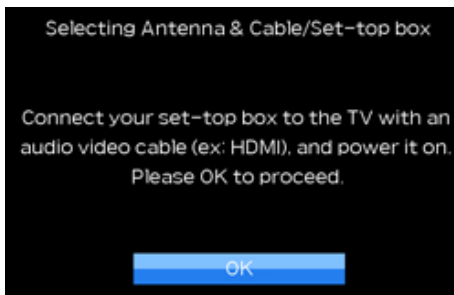 Selecting Antenna & Cable/Set-top box
Connect your set-top box to the TV with an
audio video cable (ex: HDMI), and power it on.
Please OK to proceed.
OK